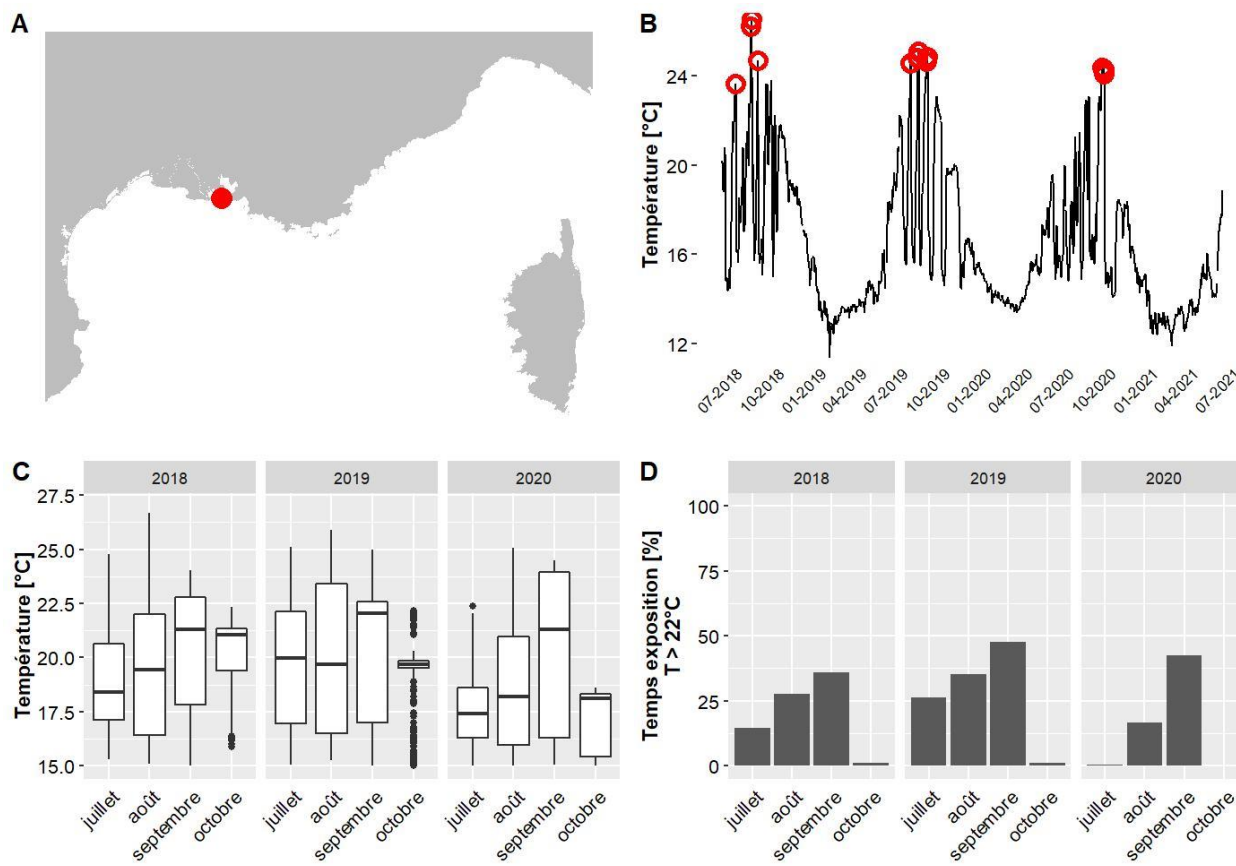 A
B
Température [°C]
24
20
16
12
07-2018
10-2018
01-2019
04-2019
07-2019
10-2019
01-2020
04-2020
07-2020
10-2020
01-2021
04-2021
07-2021
C
2018
2019
2020
Température [°C]
27.5
25.0
22.5
20.0
17.5
15.0
juillet
août
septembre
octobre
juillet
août
septembre
octobre
juillet
août
septembre
octobre
D
2018
2019
2020
Temps exposition [%]
T > 22°C
100
75
50
25
0
juillet
août
septembre
octobre
juillet
août
septembre
octobre
juillet
août
septembre
octobre